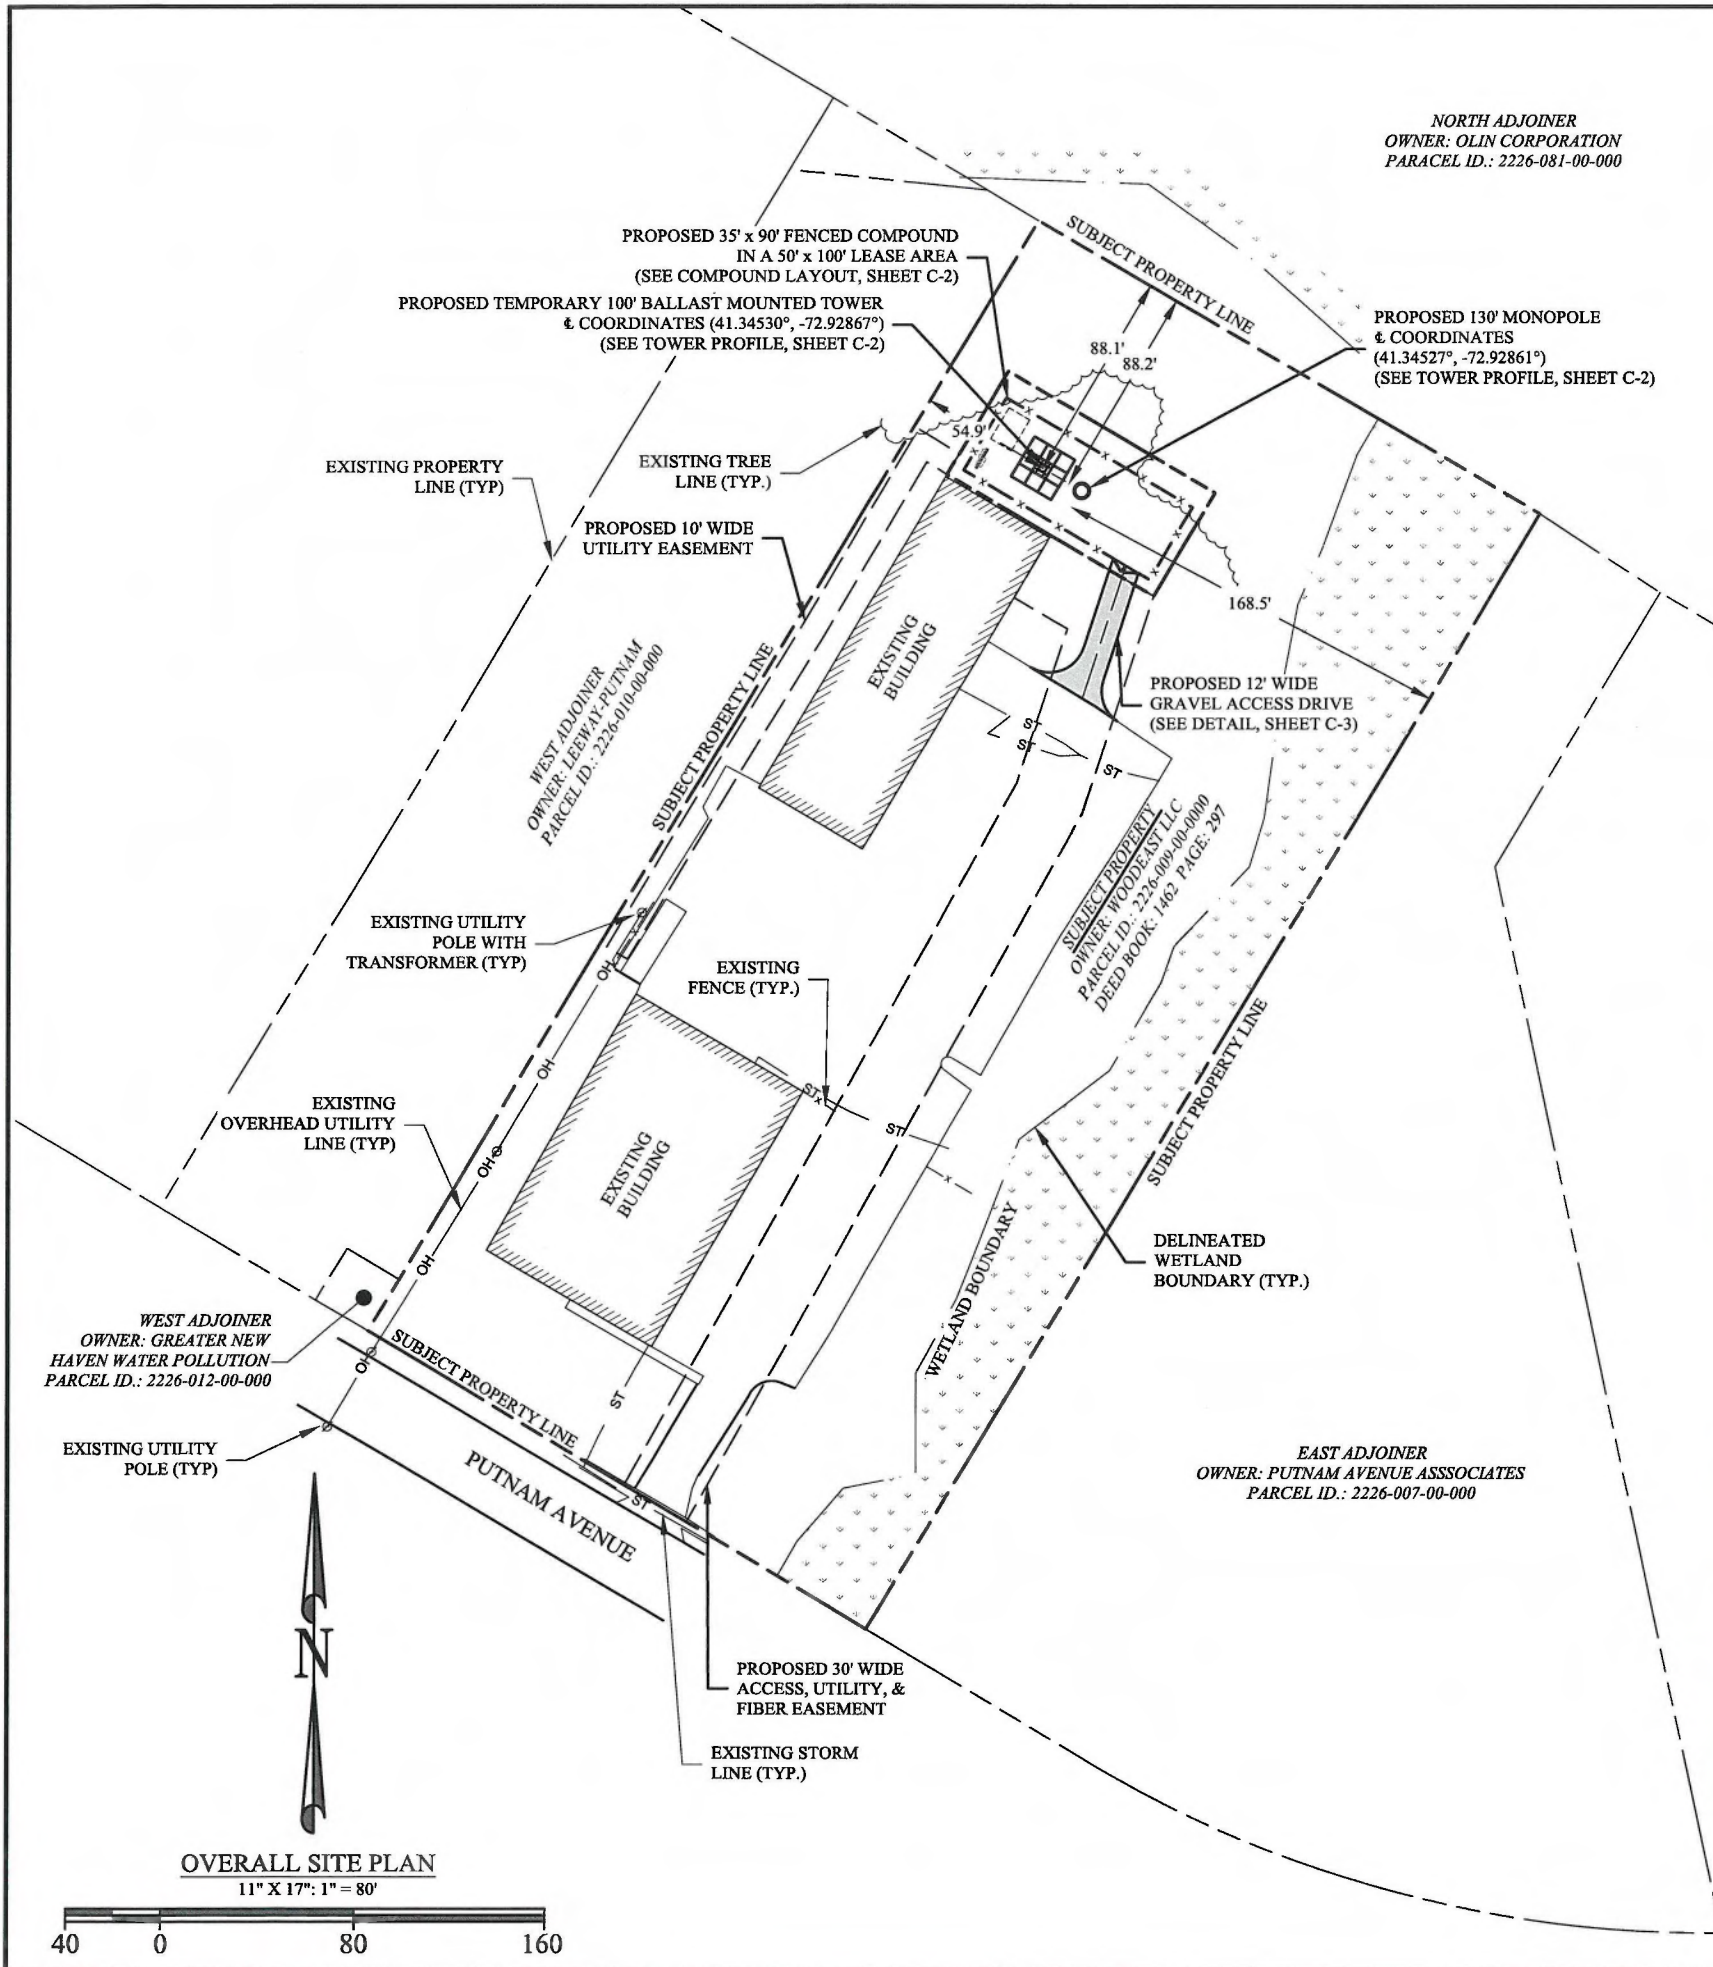 NORTH ADJOINER
OWNER: OLIN CORPORATION
PARACEL ID.: 2226-081-00-000
SUBJECT PROPERTY LINE
PROPOSED 35' x 90' FENCED COMPOUND
IN A 50' x 100' LEASE AREA
(SEE COMPOUND LAYOUT, SHEET C-2)
PROPOSED TEMPORARY 100' BALLAST MOUNTED TOWER
℄ COORDINATES (41.34530°, -72.92867°)
(SEE TOWER PROFILE, SHEET C-2)
PROPOSED 130' MONOPOLE
℄ COORDINATES
(41.34527°, -72.92861°)
(SEE TOWER PROFILE, SHEET C-2)
88.1'
88.2'
54.9'
EXISTING PROPERTY
LINE (TYP)
EXISTING TREE
LINE (TYP.)
PROPOSED 10' WIDE
UTILITY EASEMENT
168.5'
EXISTING
BUILDING
WEST ADJOINER
OWNER: LEEWAY-PUTNAM
PARCEL ID.: 2226-010-00-000
SUBJECT PROPERTY LINE
PROPOSED 12' WIDE
GRAVEL ACCESS DRIVE
(SEE DETAIL, SHEET C-3)
ST
ST
ST
SUBJECT PROPERTY
OWNER: WOODEAST LLC
PARCEL ID.: 2226-009-00-0000
DEED BOOK: 1462 PAGE: 297
EXISTING UTILITY
POLE WITH
TRANSFORMER (TYP)
EXISTING
FENCE (TYP.)
OH
OH
ST
ST
EXISTING
OVERHEAD UTILITY
LINE (TYP)
OH
EXISTING
BUILDING
SUBJECT PROPERTY LINE
OH
DELINEATED
WETLAND
BOUNDARY (TYP.)
WETLAND BOUNDARY
WEST ADJOINER
OWNER: GREATER NEW
HAVEN WATER POLLUTION
PARCEL ID.: 2226-012-00-000
OH
SUBJECT PROPERTY LINE
ST
EXISTING UTILITY
POLE (TYP)
PUTNAM AVENUE
ST
EAST ADJOINER
OWNER: PUTNAM AVENUE ASSSOCIATES
PARCEL ID.: 2226-007-00-000
N
PROPOSED 30' WIDE
ACCESS, UTILITY, &
FIBER EASEMENT
EXISTING STORM
LINE (TYP.)
OVERALL SITE PLAN
11" X 17": 1" = 80'
40 0 80 160